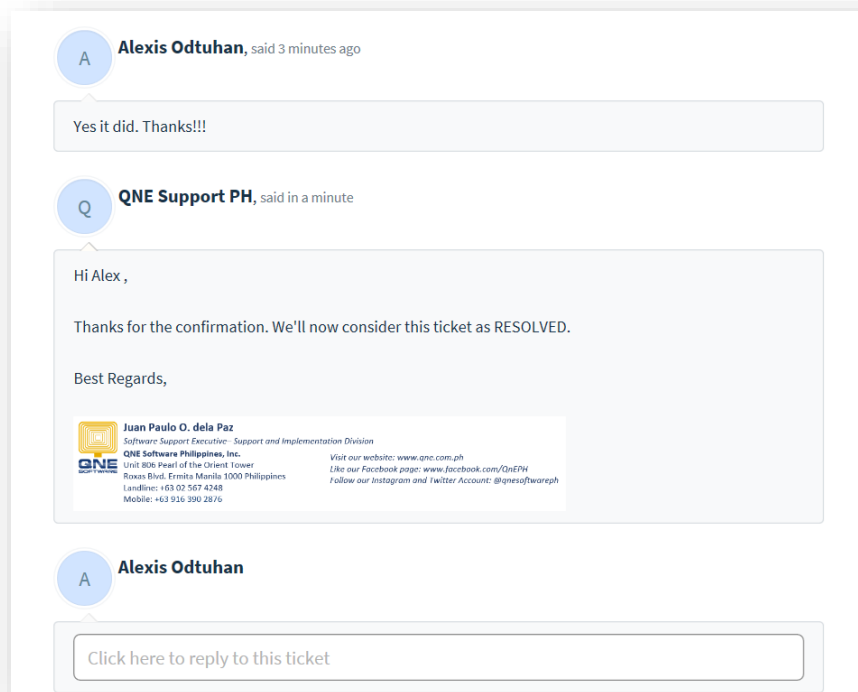 A
Alexis Odtuhan, said 3 minutes ago
Yes it did. Thanks!!!
Q
QNE Support PH, said in a minute
Hi Alex ,
Thanks for the confirmation. We'll now consider this ticket as RESOLVED.
Best Regards,
QNE
SOFTWARE
Juan Paulo O. dela Paz
Software Support Executive- Support and Implementation Division
QNE Software Philippines, Inc.
Unit 806 Pearl of the Orient Tower
Roxas Blvd. Ermita Manila 1000 Philippines
Landline: +63 02 567 4248
Mobile: +63 916 390 2876
Visit our website: www.qne.com.ph
Like our Facebook page: www.facebook.com/QnEPH
Follow our Instagram and Twitter Account: @qnesoftwareph
A
Alexis Odtuhan
Click here to reply to this ticket